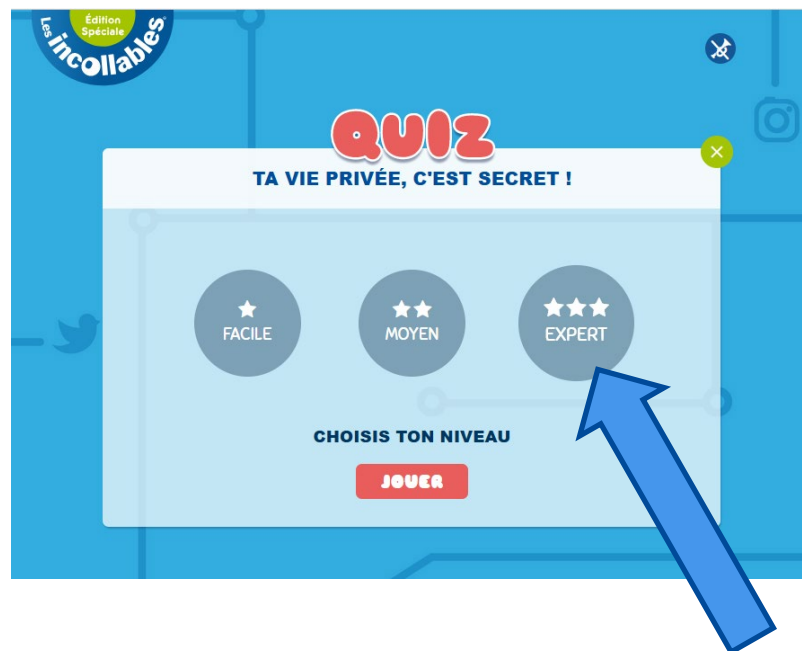 Édition
Spéciale
Les incollables
QUIZ
TA VIE PRIVÉE, C'EST SECRET !
FACILE
MOYEN
EXPERT
CHOISIS TON NIVEAU
JOUER